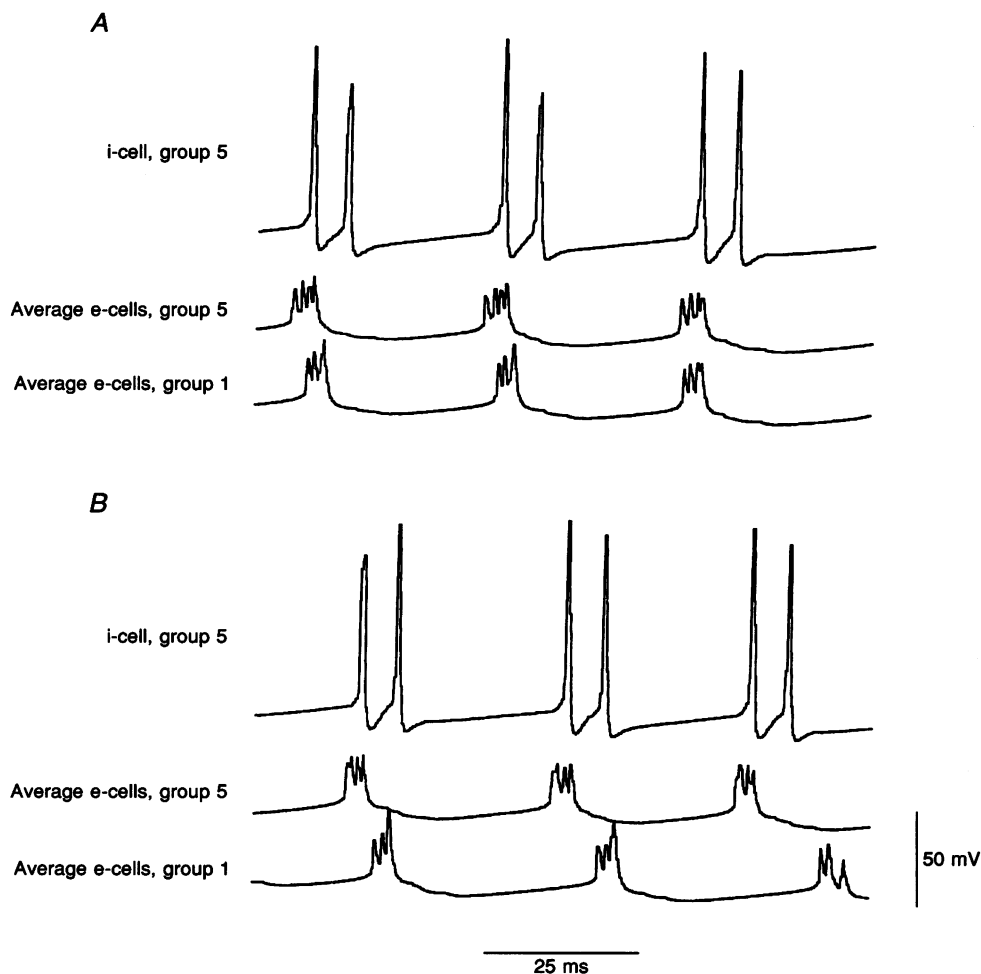 A
i-cell, group 5
Average e-cells, group 5
Average e-cells, group 1
B
i-cell, group 5
Average e-cells, group 5
Average e-cells, group 1
50 mV
25 ms